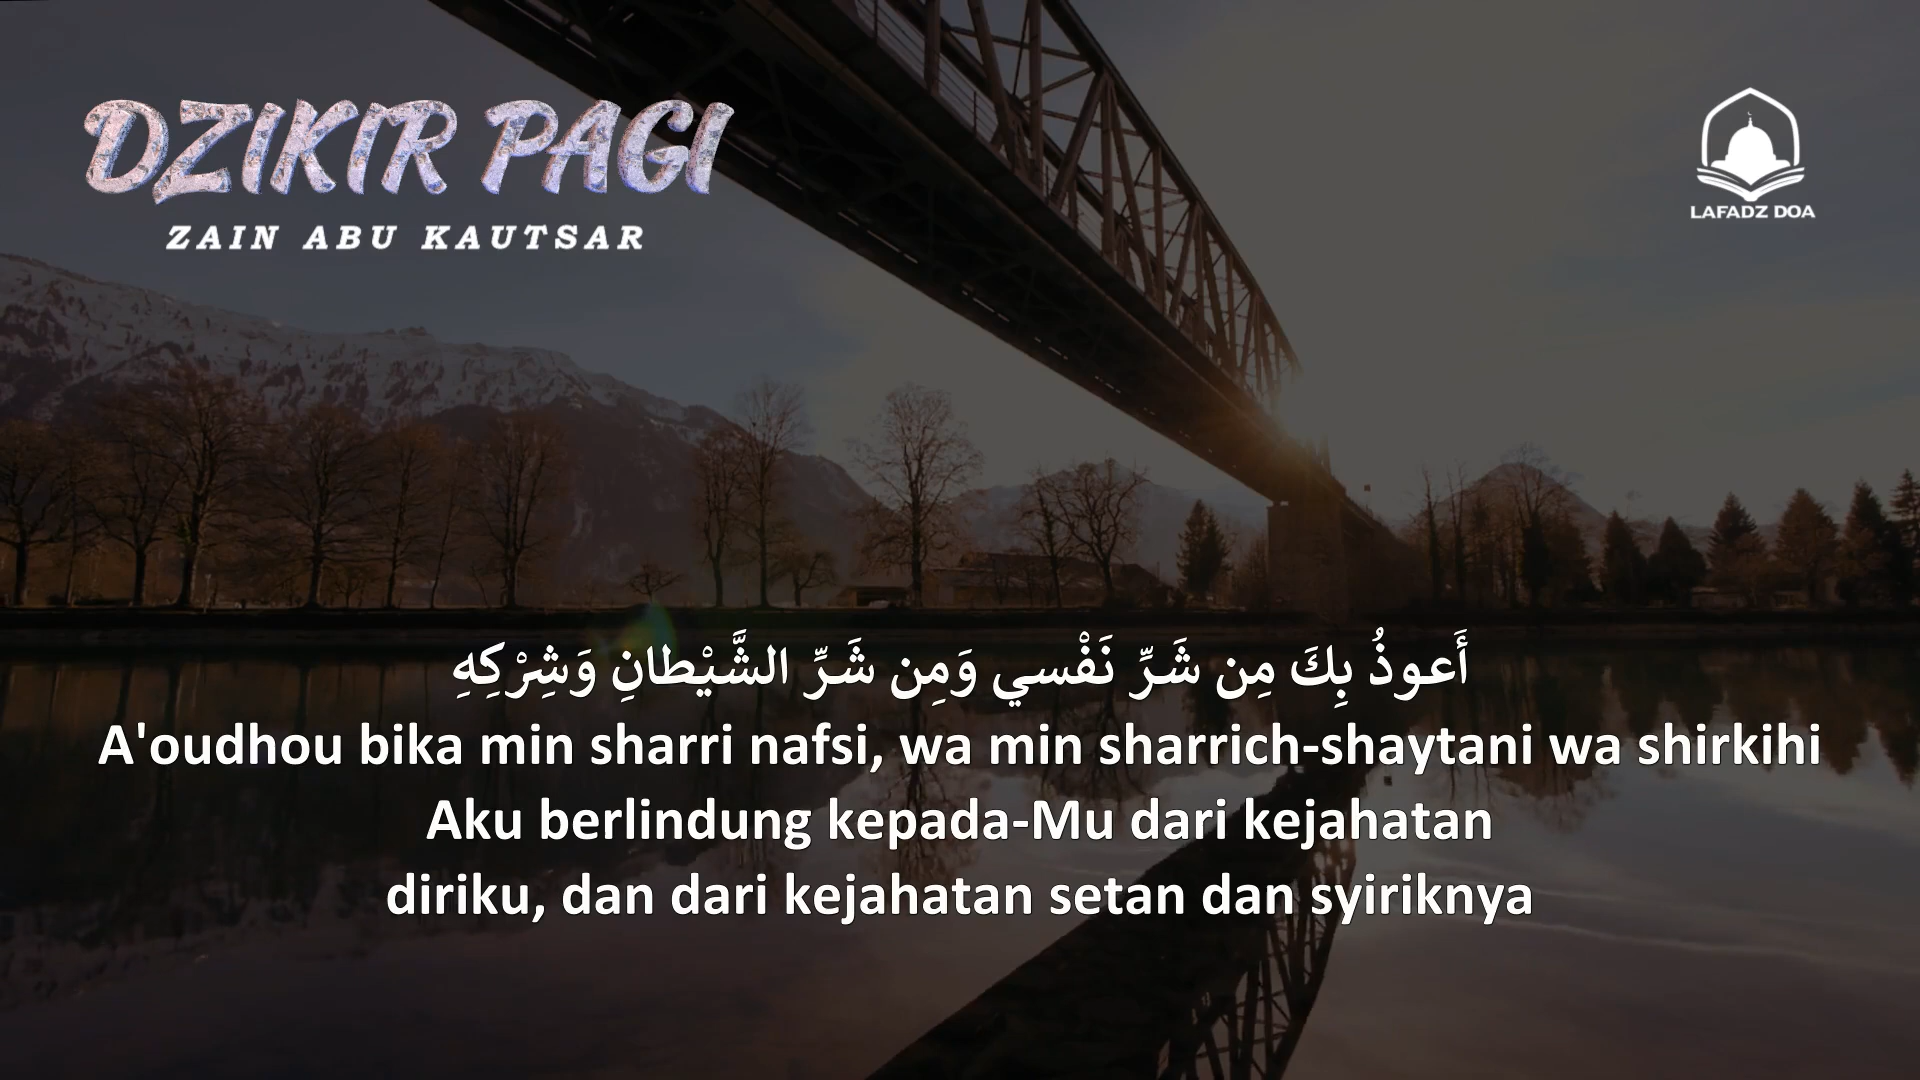 DZIKIR PAGI
ZAIN ABU KAUTSAR
LAFADZ DOA
أَعوذُ بِكَ مِن شَرِّ نَفْسي وَمِن شَرِّ الشَّيْطانِ وَشِرْكِهِ
A'oudhou bika min sharri nafsi, wa min sharrich-shaytani wa shirkihi
Aku berlindung kepada-Mu dari kejahatan
diriku, dan dari kejahatan setan dan syiriknya